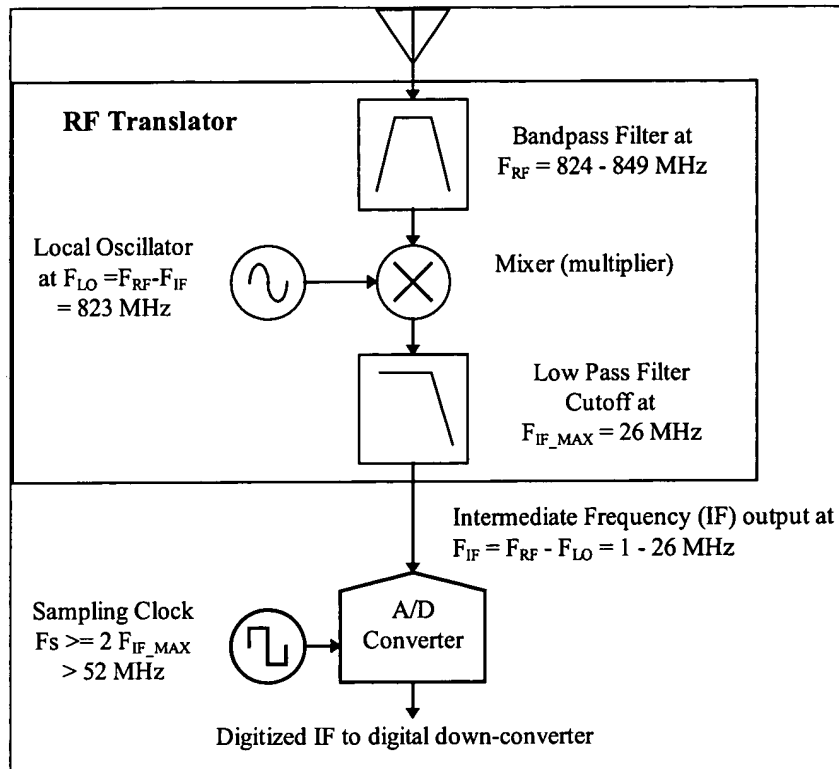 RF Translator
Bandpass Filter at
F_RF = 824 - 849 MHz
Local Oscillator
at F_LO =F_RF-F_IF
= 823 MHz
Mixer (multiplier)
Low Pass Filter
Cutoff at
F_IF_MAX = 26 MHz
Intermediate Frequency (IF) output at
F_IF = F_RF - F_LO = 1 - 26 MHz
Sampling Clock
Fs >= 2 F_IF_MAX
> 52 MHz
A/D
Converter
Digitized IF to digital down-converter